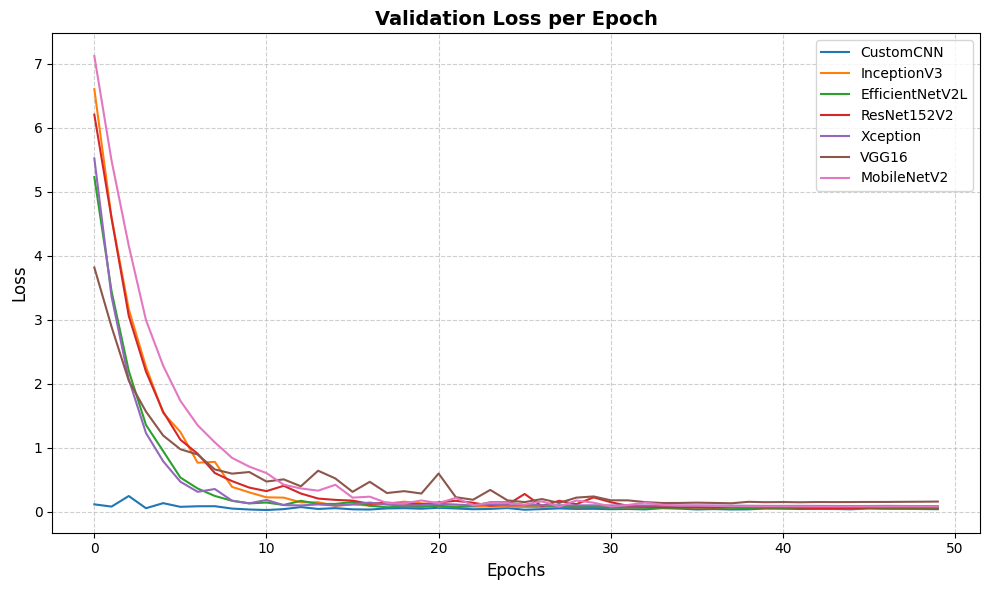 Validation Loss per Epoch
CustomCNN
InceptionV3
EfficientNetV2L
ResNet152V2
Xception
VGG16
MobileNetV2
7
6
5
4
3
2
1
0
Loss
0 10 20 30 40 50
Epochs